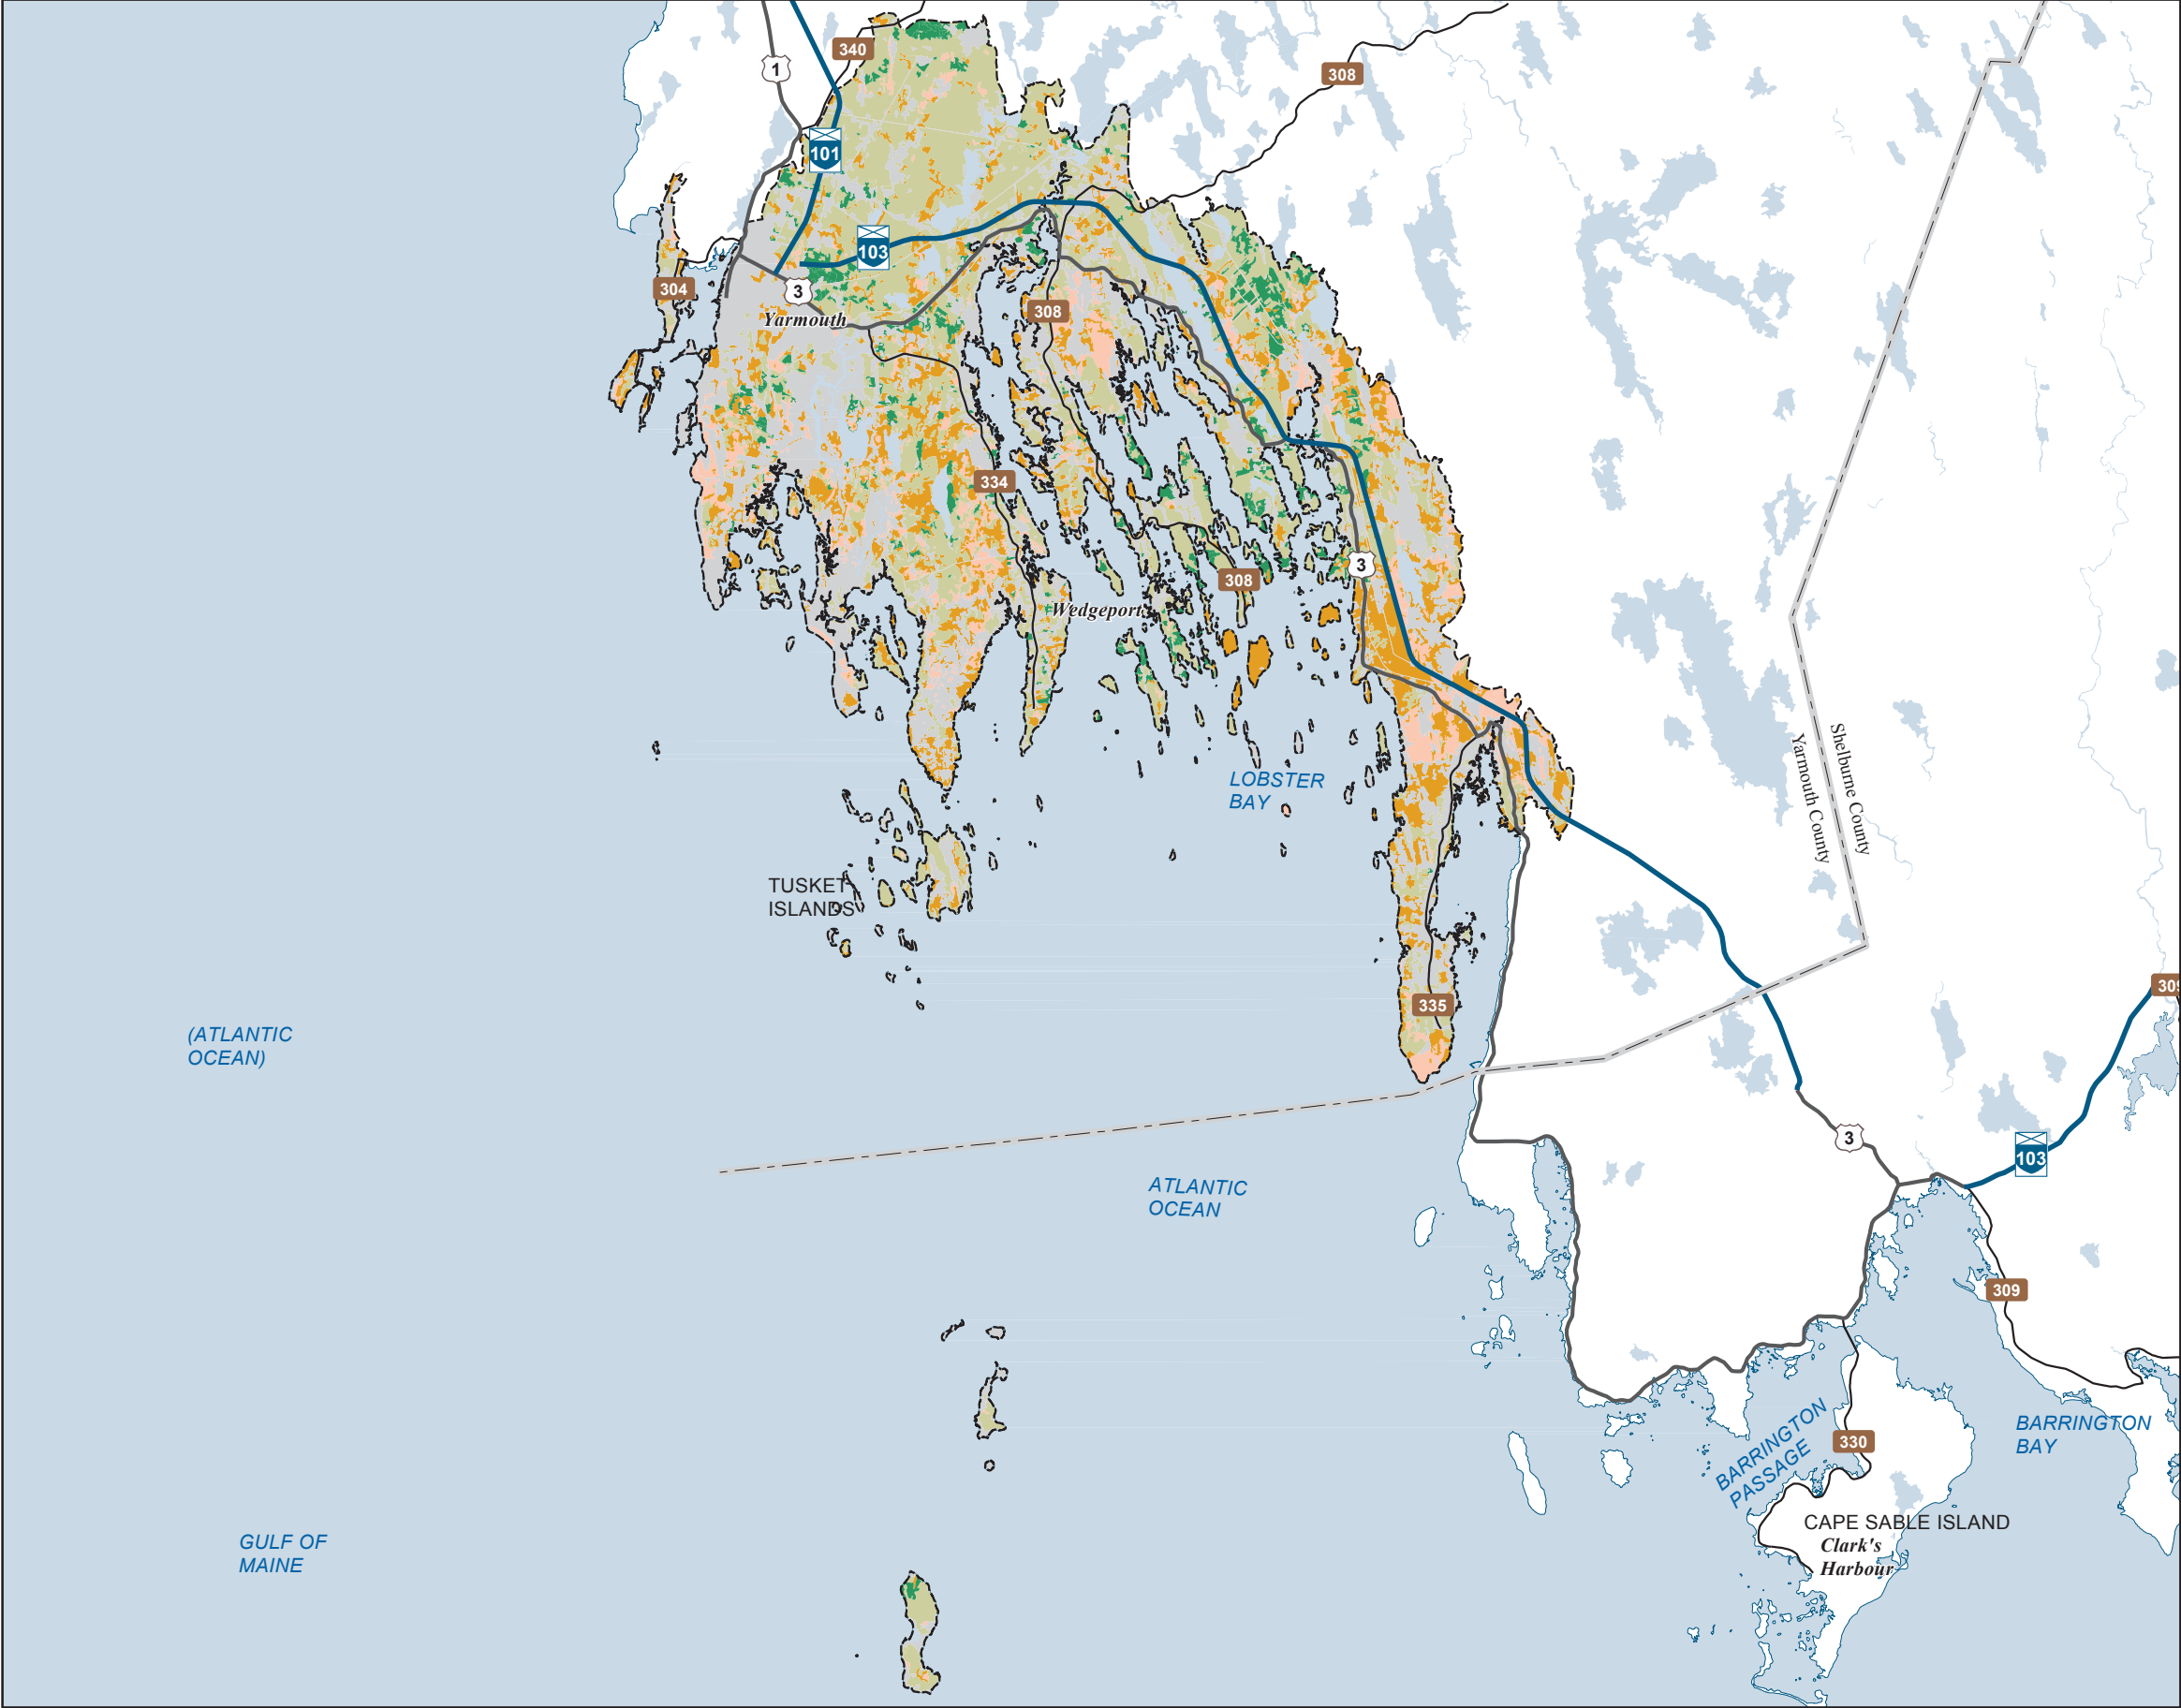 340
1
308
101
103
304
3
Yarmouth
308
334
3
308
Wedgeport
Shelburne County
Yarmouth County
LOBSTER
BAY
TUSKET
ISLANDS
309
335
(ATLANTIC
OCEAN)
3
103
ATLANTIC
OCEAN
309
BARRINGTON
PASSAGE
330
BARRINGTON
BAY
CAPE SABLE ISLAND
Clark's
Harbour
GULF OF
MAINE